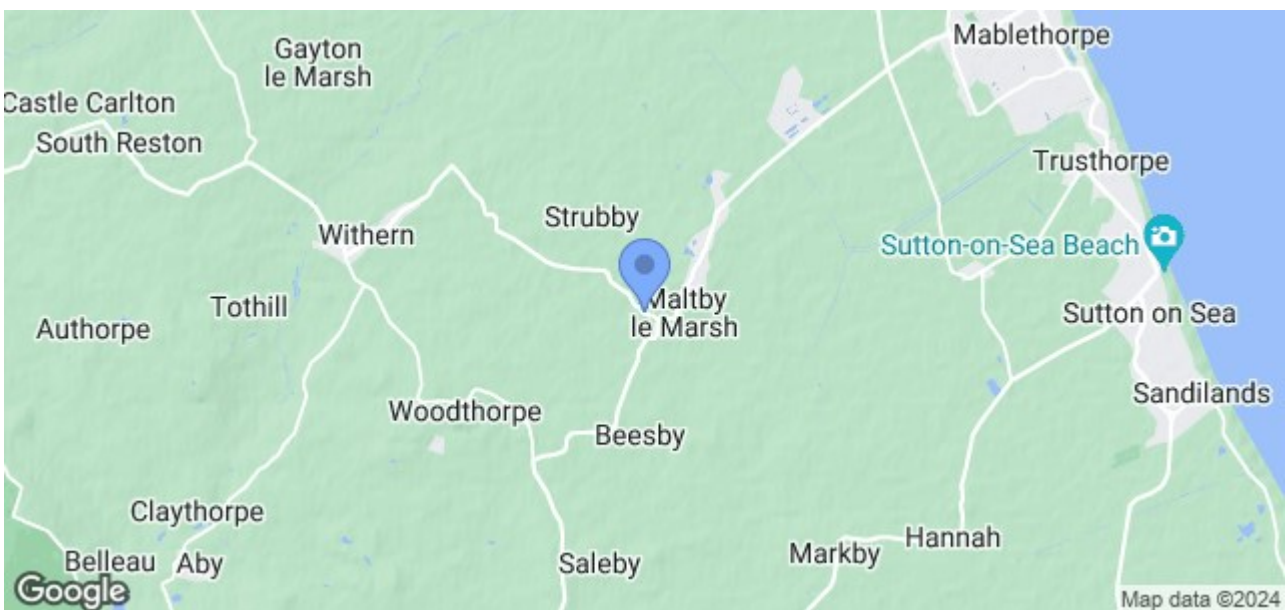 Mablethorpe
Gayton
le Marsh
Castle Carlton
South Reston
Trusthorpe
Strubby
Withern
Sutton-on-Sea Beach
Tothill
Maltby
le Marsh
Authorpe
Sutton on Sea
Sandilands
Woodthorpe
Beesby
Claythorpe
Hannah
Markby
Belleau
Aby
Saleby
Google
Map data ©2024